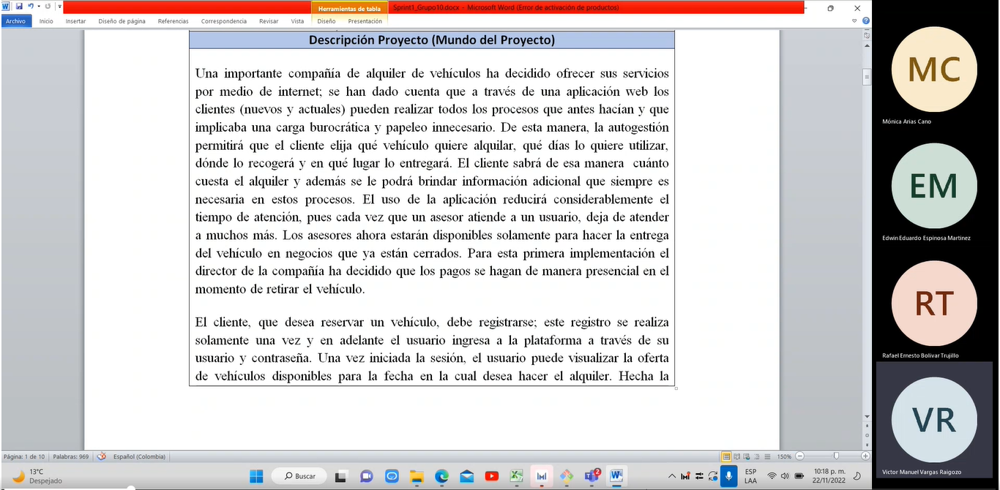 Herramientas de tabla
Sprint1_Grupo10.docx - Microsoft Word (Error de activación de productos)
Archivo Inicio Insertar Diseño de página Referencias Correspondencia Revisar Vista Diseño Presentación
Descripción Proyecto (Mundo del Proyecto)
Una importante compañía de alquiler de vehículos ha decidido ofrecer sus servicios
por medio de internet; se han dado cuenta que a través de una aplicación web los
clientes (nuevos y actuales) pueden realizar todos los procesos que antes hacían y que
implicaba una carga burocrática y papeleo innecesario. De esta manera, la autogestión
permitirá que el cliente elija qué vehículo quiere alquilar, qué días lo quiere utilizar,
dónde lo recogerá y en qué lugar lo entregará. El cliente sabrá de esa manera cuánto
cuesta el alquiler y además se le podrá brindar información adicional que siempre es
necesaria en estos procesos. El uso de la aplicación reducirá considerablemente el
tiempo de atención, pues cada vez que un asesor atiende a un usuario, deja de atender
a muchos más. Los asesores ahora estarán disponibles solamente para hacer la entrega
del vehículo en negocios que ya están cerrados. Para esta primera implementación el
director de la compañía ha decidido que los pagos se hagan de manera presencial en el
momento de retirar el vehículo.
El cliente, que desea reservar un vehículo, debe registrarse; este registro se realiza
solamente una vez y en adelante el usuario ingresa a la plataforma a través de su
usuario y contraseña. Una vez iniciada la sesión, el usuario puede visualizar la oferta
de vehículos disponibles para la fecha en la cual desea hacer el alquiler. Hecha la
Página: 1 de 10 Palabras: 969 Español (Colombia) 150%
13°C
Despejado
Buscar
2
ESP
LAA
10:18 p. m.
22/11/2022
MC
Mónica Arias Cano
EM
Edwin Eduardo Espinosa Martinez
RT
Rafael Ernesto Bolivar Trujillo
VR
Victor Manuel Vargas Raigozo